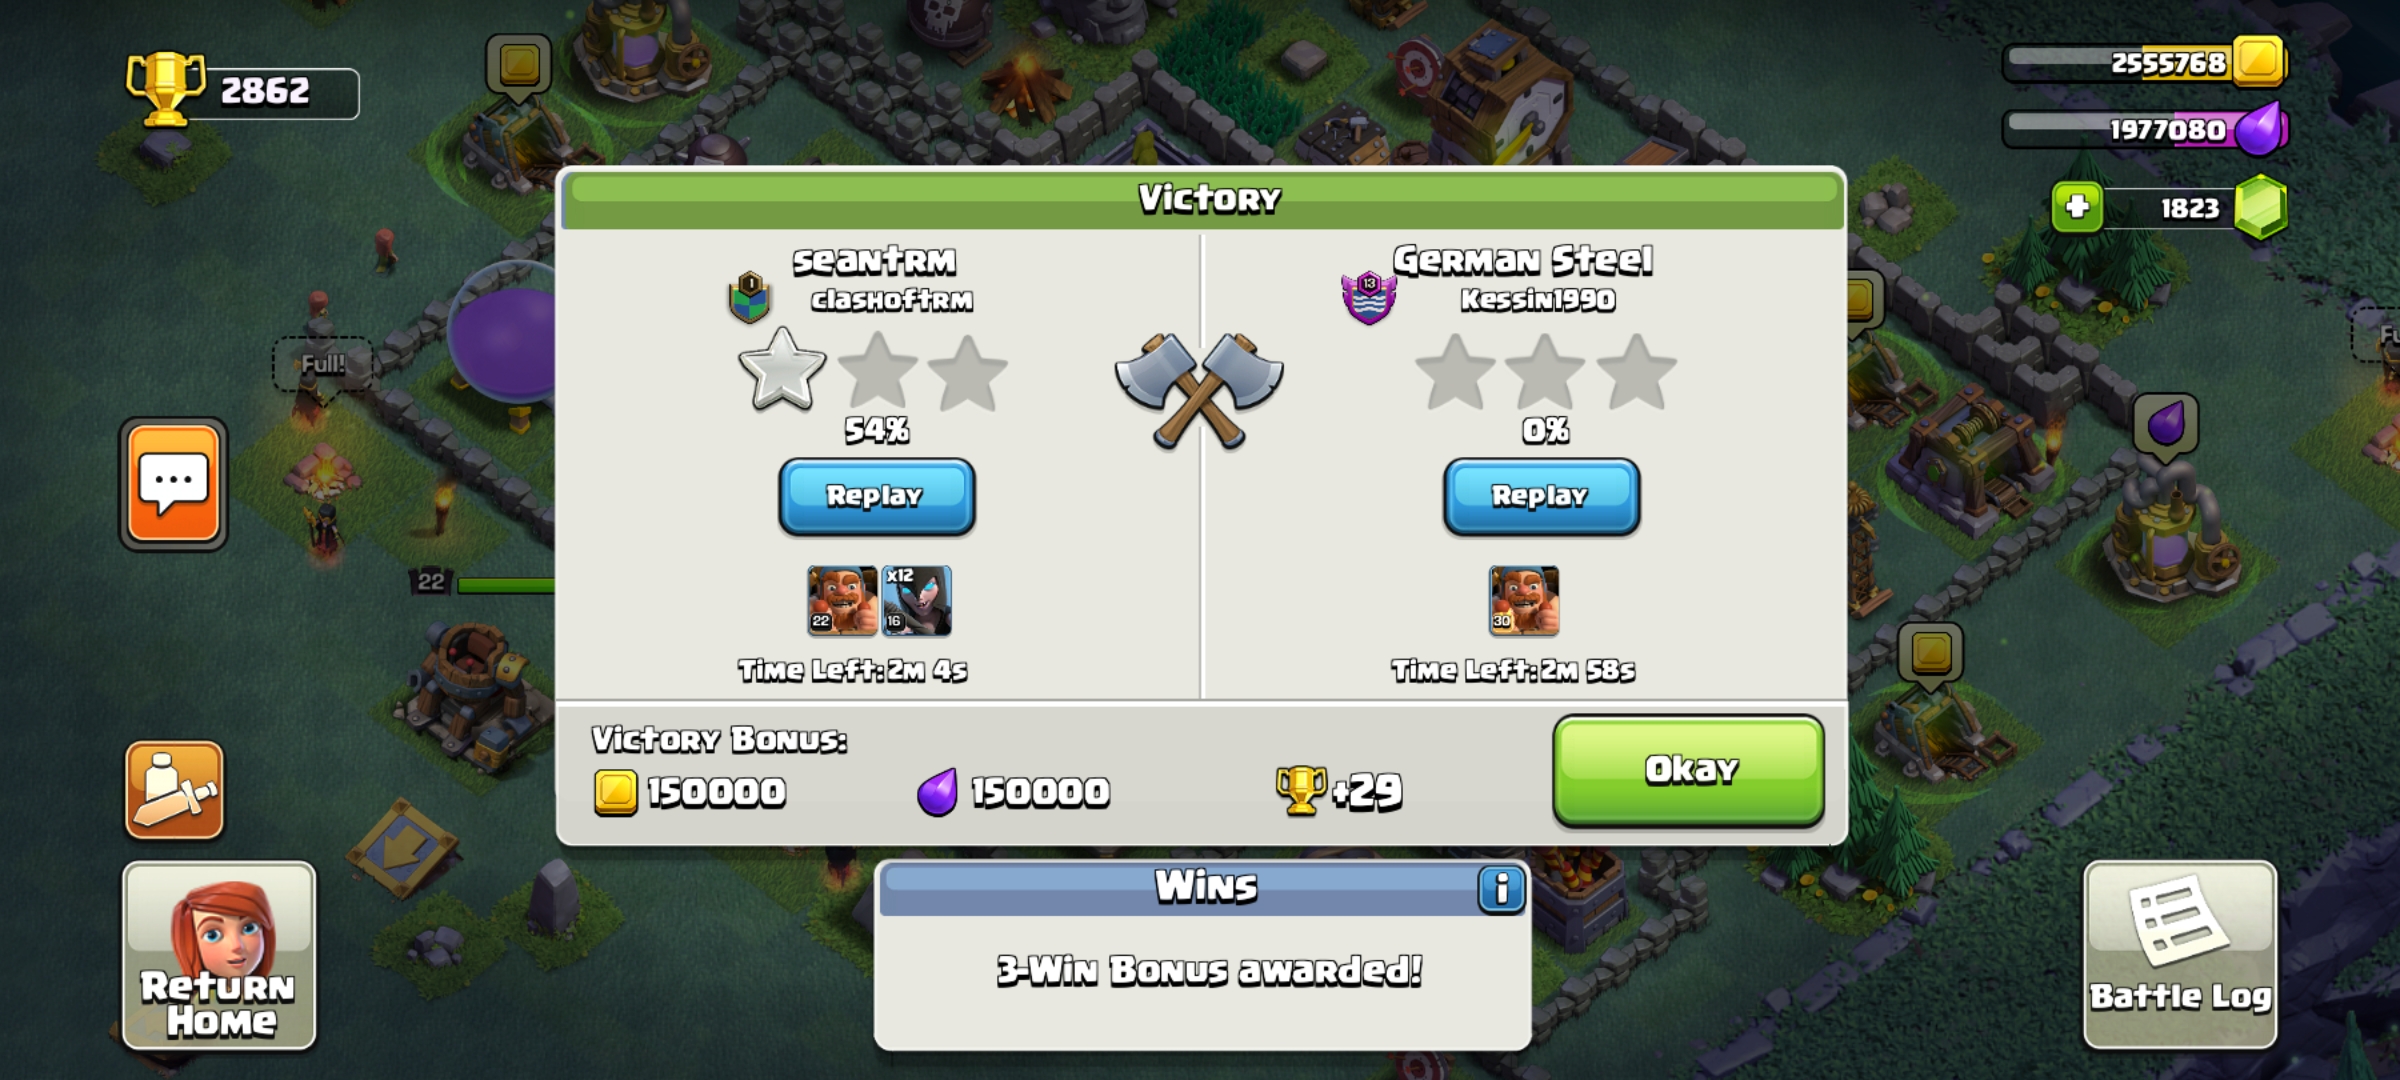 2862
2555768
1977080
1823
Victory
seantrm
1
clashoftrm
German Steel
13
Kessin1990
Full!
54%
0%
Replay
Replay
22
x12
16
30
22
Time Left:2m 4s
Time Left:2m 58s
Victory Bonus:
150000
150000
+29
Okay
Wins
i
3-Win Bonus awarded!
Return
Home
Battle Log